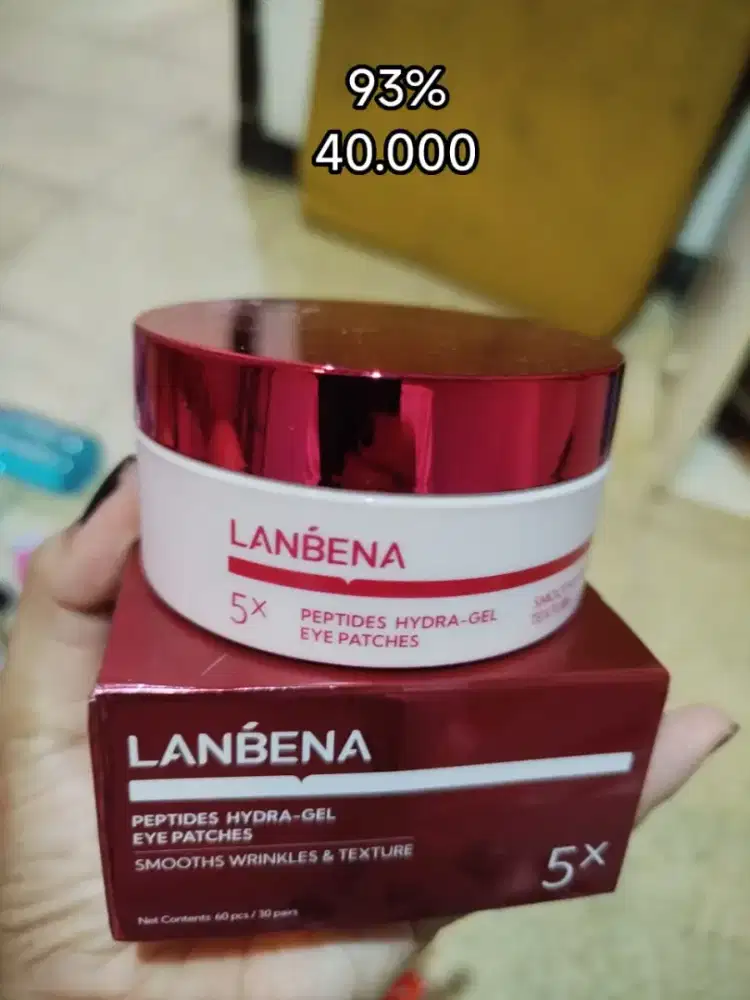 93%
40.000
LANBENA
5X
PEPTIDES HYDRA-GEL
EYE PATCHES
LANBENA
PEPTIDES HYDRA-GEL
EYE PATCHES
SMOOTHS WRINKLES & TEXTURE
5X
Net Contents 60 pcs / 30 pairs